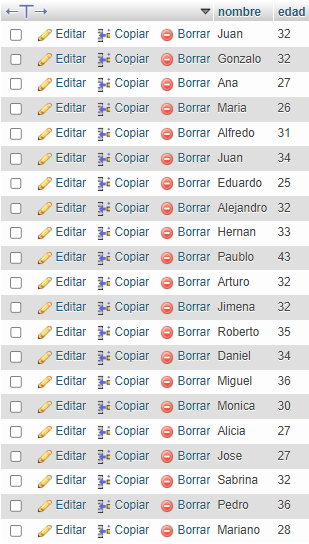 nombre edad
Editar Copiar Borrar Juan 32
Editar Copiar Borrar Gonzalo 32
Editar Copiar Borrar Ana 27
Editar Copiar Borrar Maria 26
Editar Copiar Borrar Alfredo 31
Editar Copiar Borrar Juan 34
Editar Copiar Borrar Eduardo 25
Editar Copiar Borrar Alejandro 32
Editar Copiar Borrar Hernan 33
Editar Copiar Borrar Paublo 43
Editar Copiar Borrar Arturo 32
Editar Copiar Borrar Jimena 32
Editar Copiar Borrar Roberto 35
Editar Copiar Borrar Daniel 34
Editar Copiar Borrar Miguel 36
Editar Copiar Borrar Monica 30
Editar Copiar Borrar Alicia 27
Editar Copiar Borrar Jose 27
Editar Copiar Borrar Sabrina 32
Editar Copiar Borrar Pedro 36
Editar Copiar Borrar Mariano 28